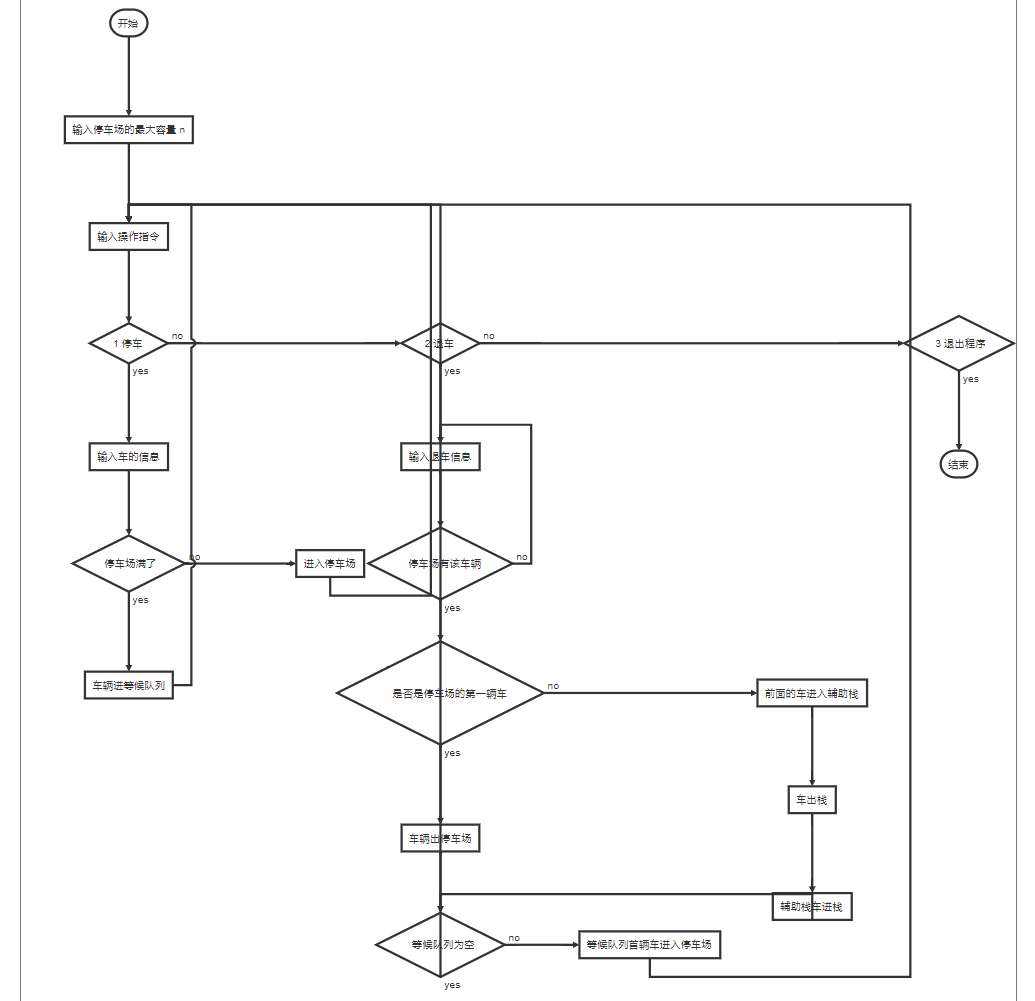 开始
输入停车场的最大容量 n
输入操作指令
1 停车
no
2 退车
no
3 退出程序
yes
yes
yes
输入车的信息
输入退车信息
结束
停车场满了
no
进入停车场
停车场有该车辆
no
yes
yes
车辆进等候队列
是否是停车场的第一辆车
no
前面的车进入辅助栈
yes
车出栈
车辆出停车场
辅助栈车进栈
等候队列为空
no
等候队列首辆车进入停车场
yes